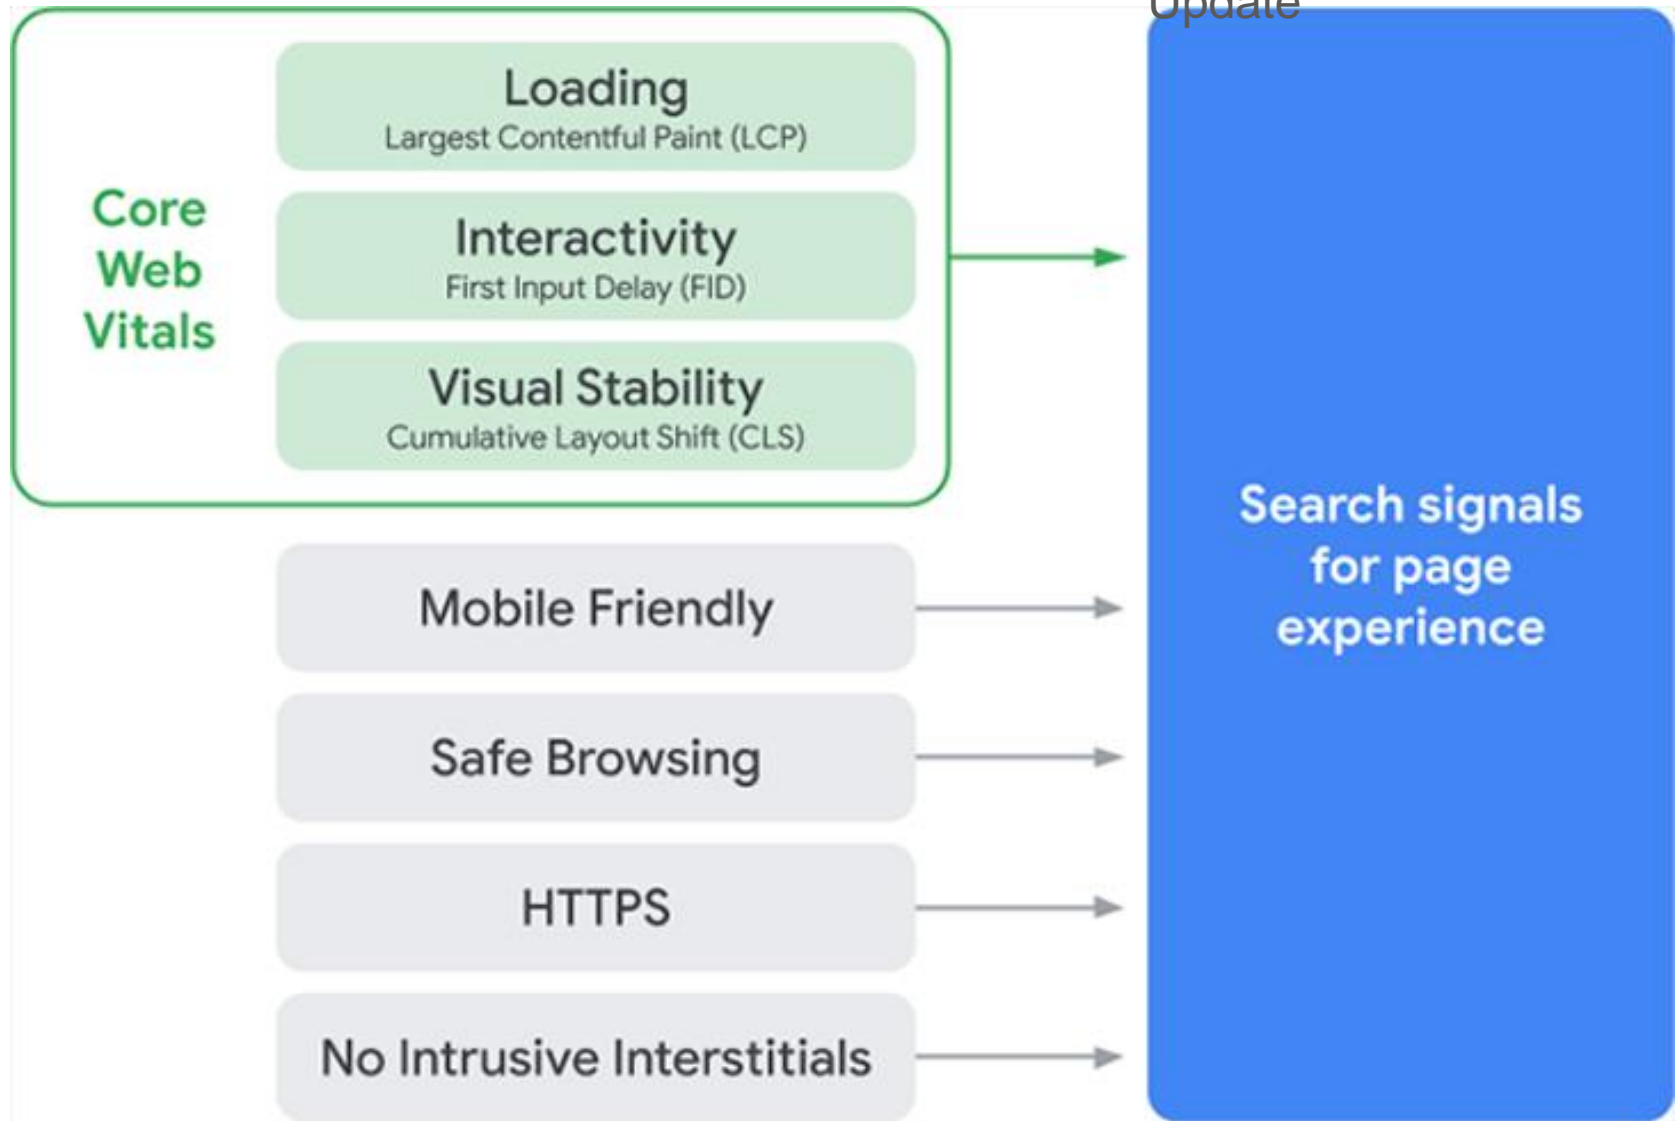 Update
Core
Web
Vitals
Loading
Largest Contentful Paint (LCP)
Interactivity
First Input Delay (FID)
Visual Stability
Cumulative Layout Shift (CLS)
Mobile Friendly
Safe Browsing
HTTPS
No Intrusive Interstitials
Search signals
for page
experience